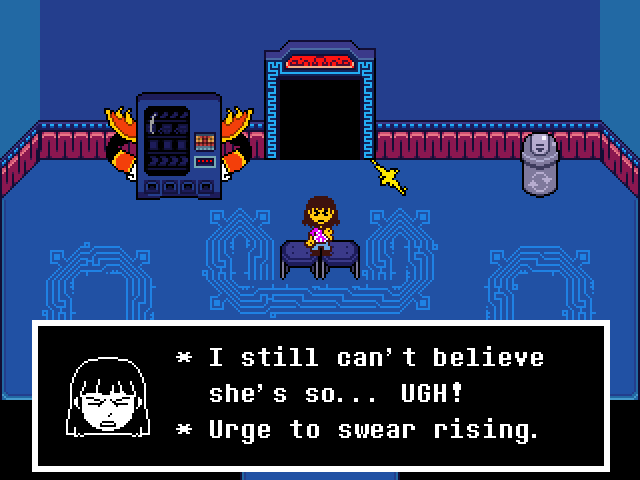 * I still can't believe
she's so... UGH!
* Urge to swear rising.